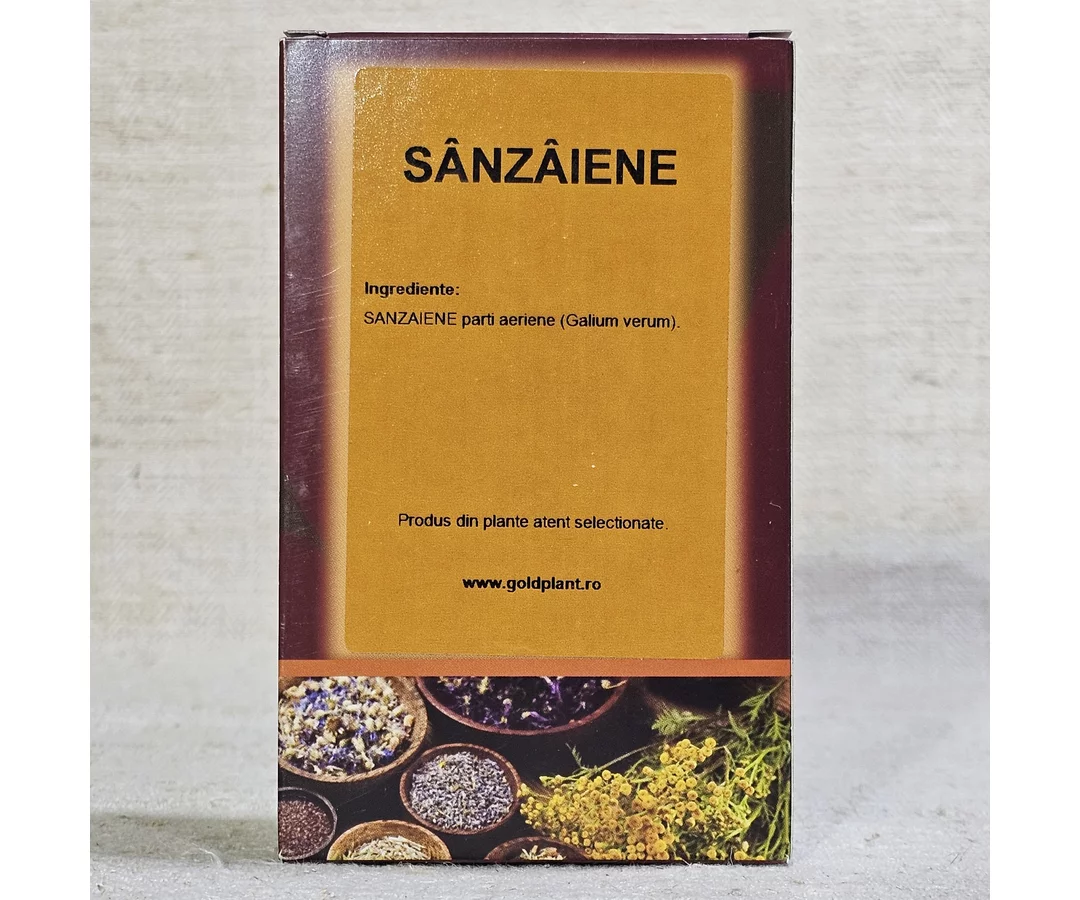 SÂNZÂIENE
Ingrediente:
SANZAIENE parti aeriene (Galium verum).
Produs din plante atent selectionate.
www.goldplant.ro